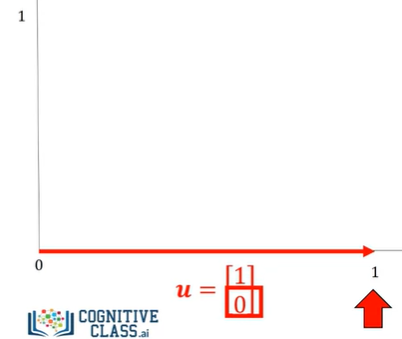 1
0
1
u = [1]
[0]
COGNITIVE
CLASS.ai